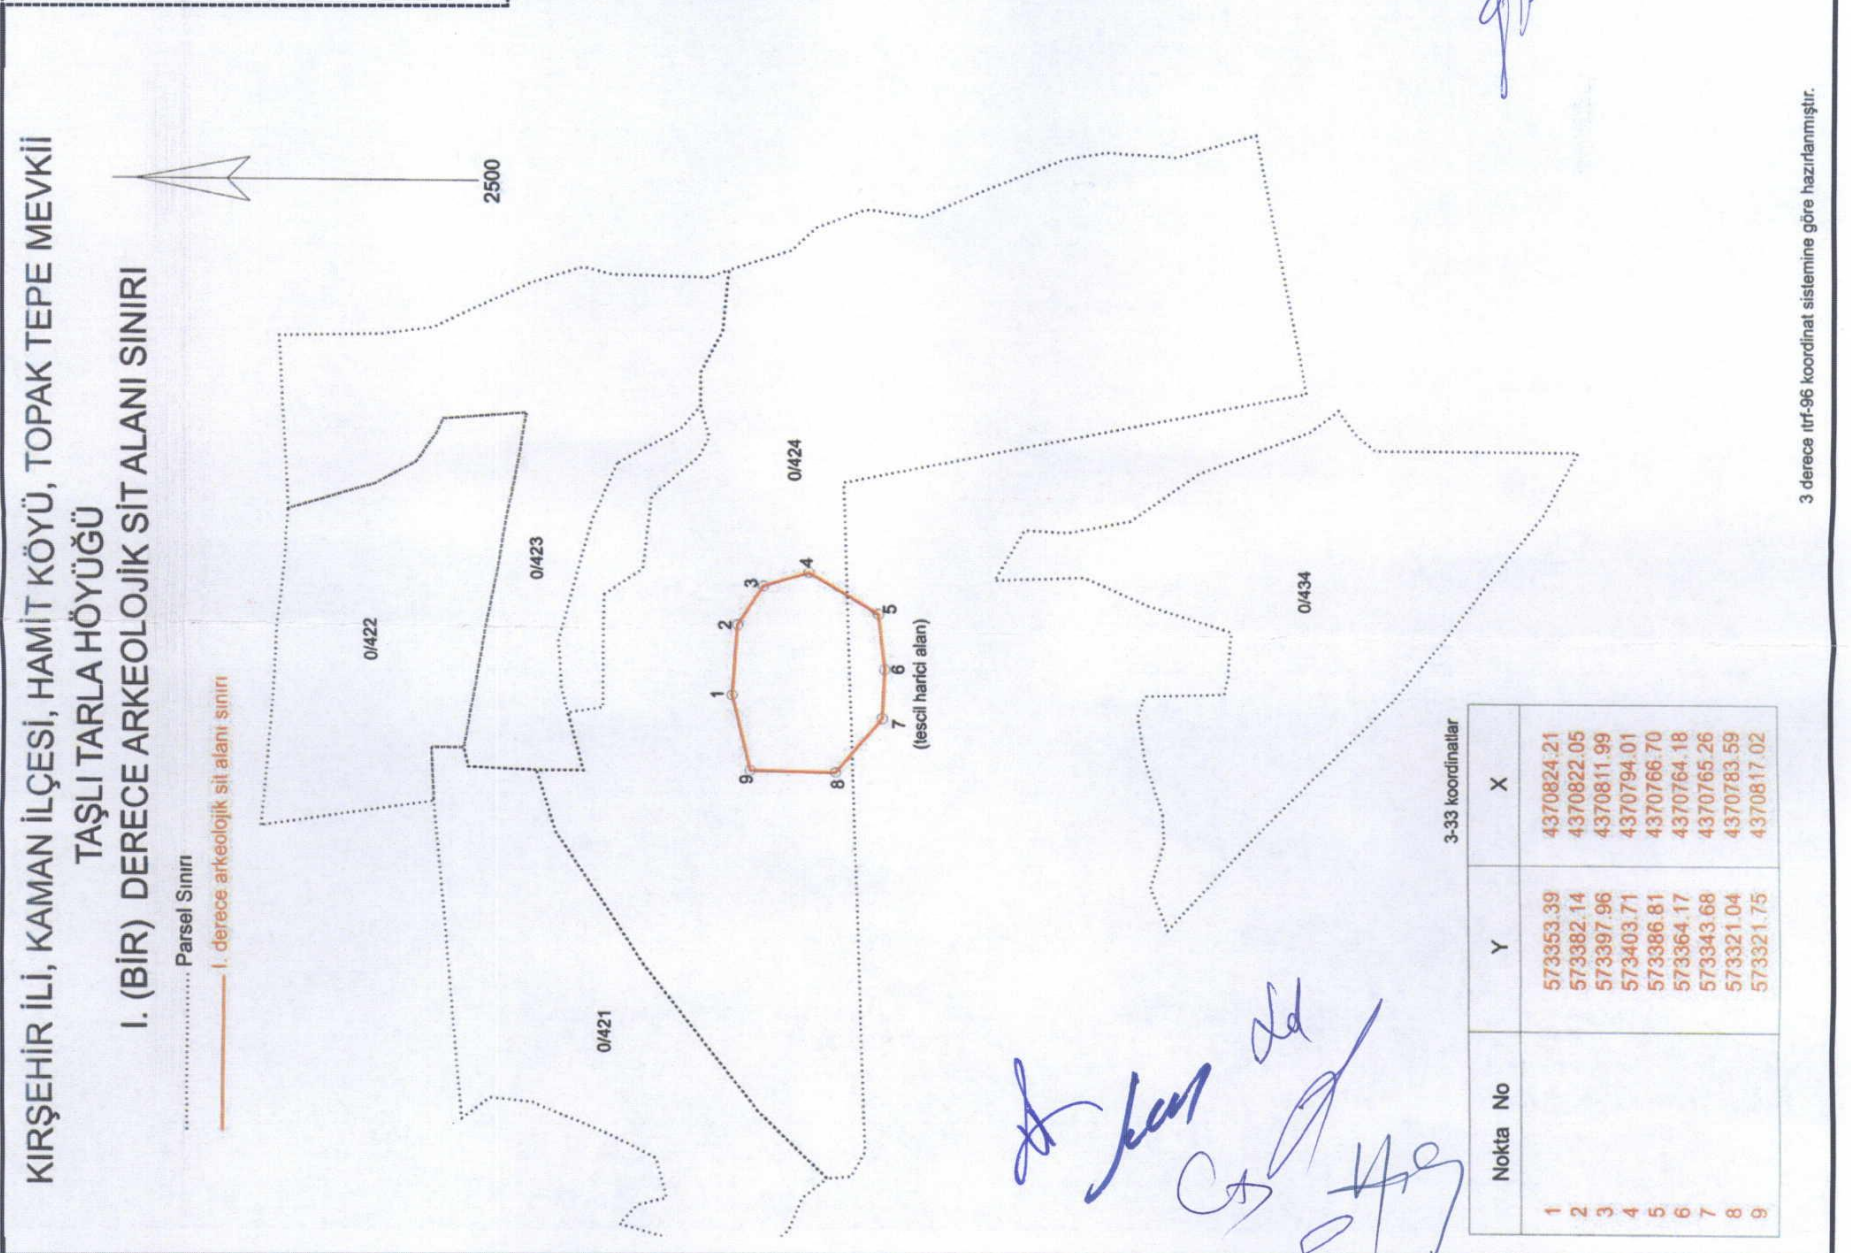 KIRŞEHİR İLİ, KAMAN İLÇESİ, HAMİT KÖYÜ, TOPAK TEPE MEVKİİ
TAŞLI TARLA HÖYÜĞÜ
I. (BİR) DERECE ARKEOLOJİK SİT ALANI SINIRI
Parsel Sınırı
I. derece arkeolojik sit alanı sınırı
2500
0/422
0/423
0/421
0/424
1
2
3
4
5
6
7
8
9
(tescil harici alan)
0/434
3-33 koordinatlar
Nokta No Y X
1 573353.39 4370824.21
2 573382.14 4370822.05
3 573397.96 4370811.99
4 573403.71 4370794.01
5 573386.81 4370766.70
6 573364.17 4370764.18
7 573343.68 4370765.26
8 573321.04 4370783.59
9 573321.75 4370817.02
3 derece ıtrf-96 koordinat sistemine göre hazırlanmıştır.